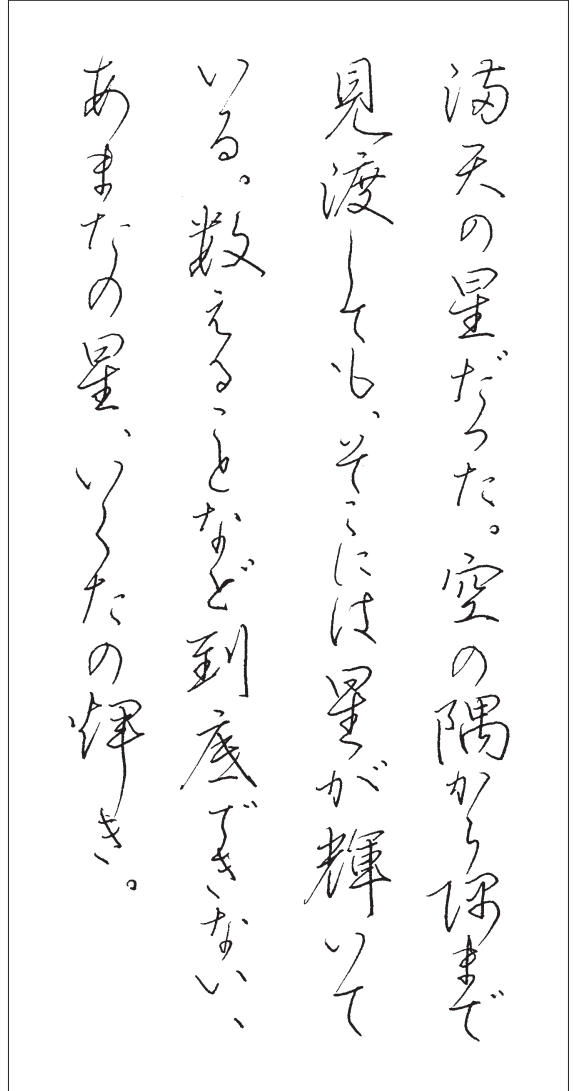 満天の星だった。空の隅から隅まで
見渡しても、そこには星が輝いて
いる。数えることなど到底できない、
あまたの星、いくたの輝き。